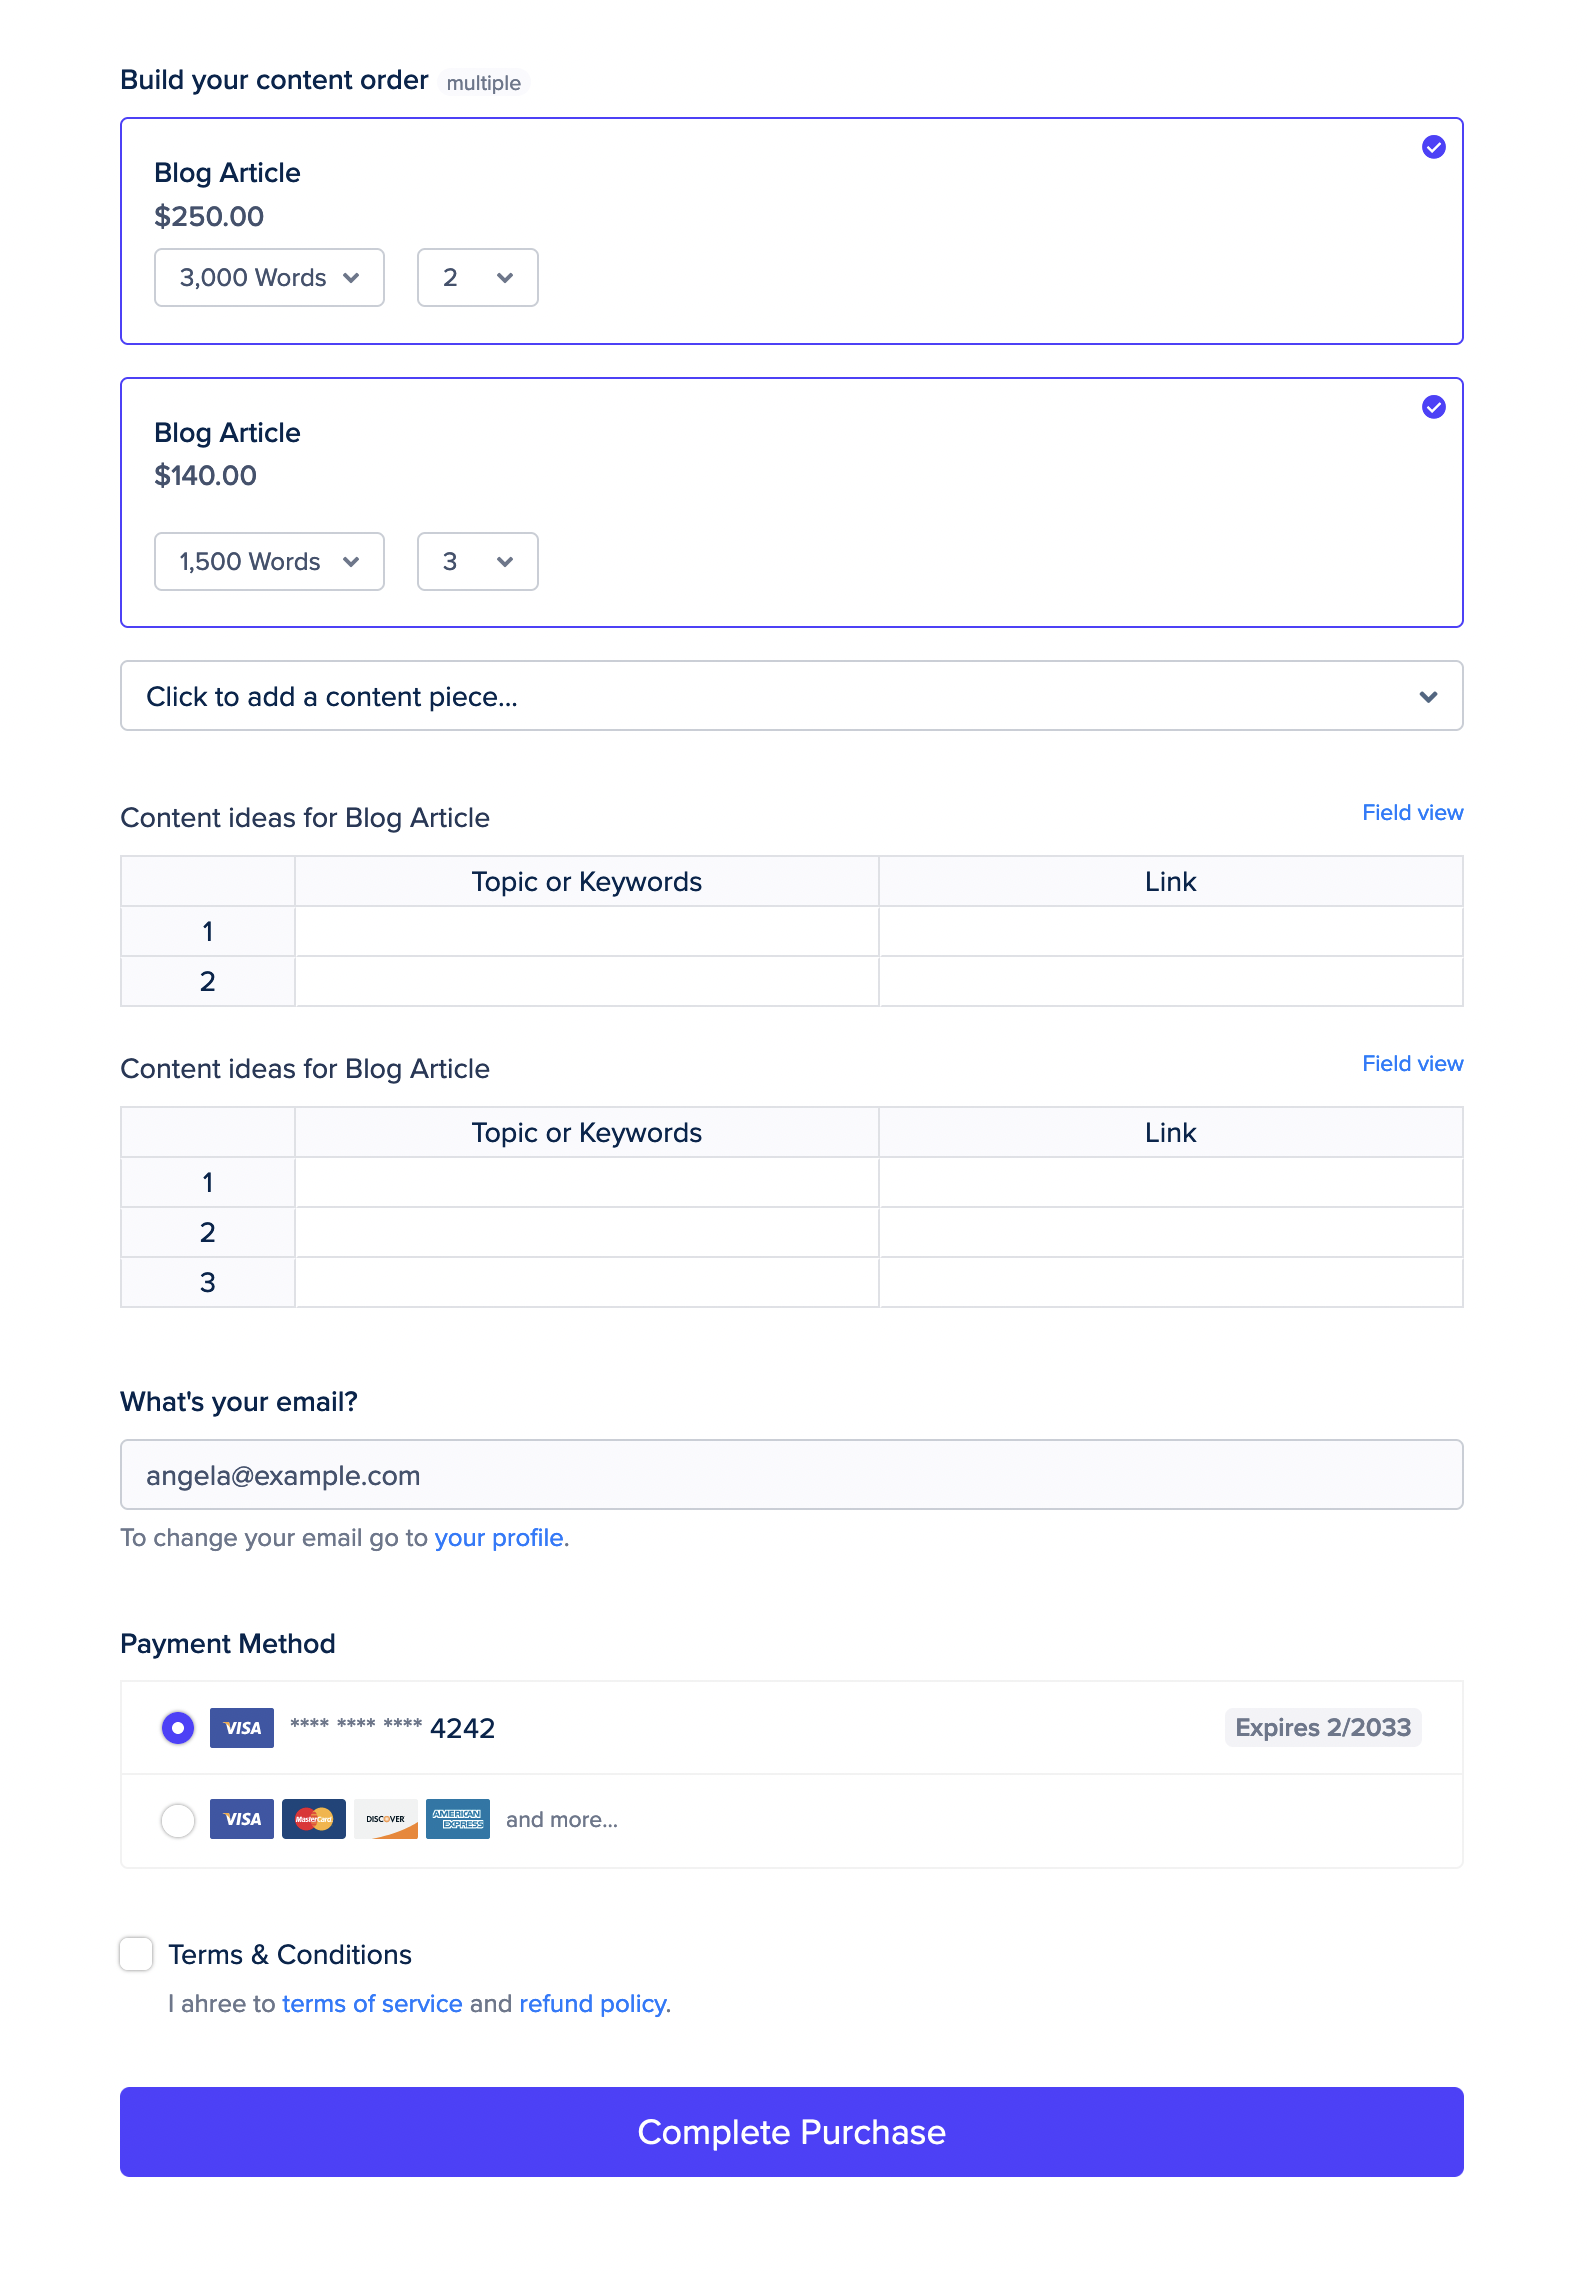 Build your content order multiple
Blog Article
$250.00
3,000 Words 2
Blog Article
$140.00
1,500 Words 3
Click to add a content piece...
Content ideas for Blog Article Field view
Topic or Keywords Link
1
2
Content ideas for Blog Article Field view
Topic or Keywords Link
1
2
3
What's your email?
angela@example.com
To change your email go to your profile.
Payment Method
VISA **** **** **** 4242 Expires 2/2033
VISA MasterCard DISCOVER AMERICAN EXPRESS and more...
Terms & Conditions
I ahree to terms of service and refund policy.
Complete Purchase